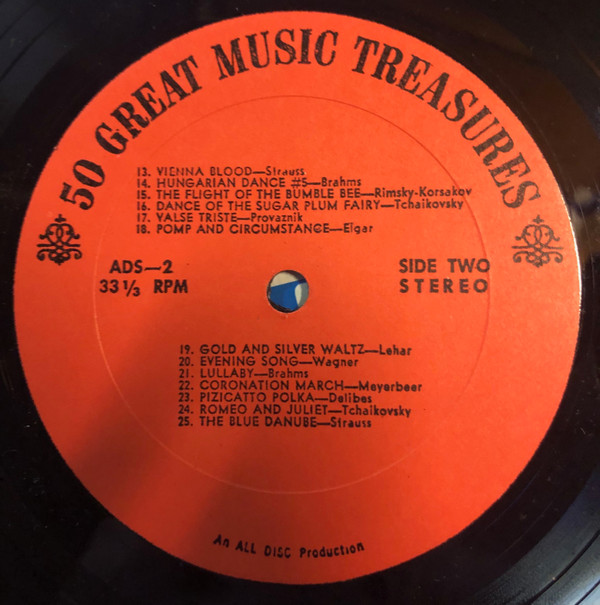 50 GREAT MUSIC TREASURES
13. VIENNA BLOOD—Strauss
14. HUNGARIAN DANCE #5—Brahms
15. THE FLIGHT OF THE BUMBLE BEE—Rimsky-Korsakov
16. DANCE OF THE SUGAR PLUM FAIRY—Tchaikovsky
17. VALSE TRISTE—Provaznik
18. POMP AND CIRCUMSTANCE—Elgar
ADS—2
33 1/3 RPM
SIDE TWO
STEREO
19. GOLD AND SILVER WALTZ—Lehar
20. EVENING SONG—Wagner
21. LULLABY—Brahms
22. CORONATION MARCH—Meyerbeer
23. PIZICATTO POLKA—Delibes
24. ROMEO AND JULIET—Tchaikovsky
25. THE BLUE DANUBE—Strauss
An ALL DISC Production